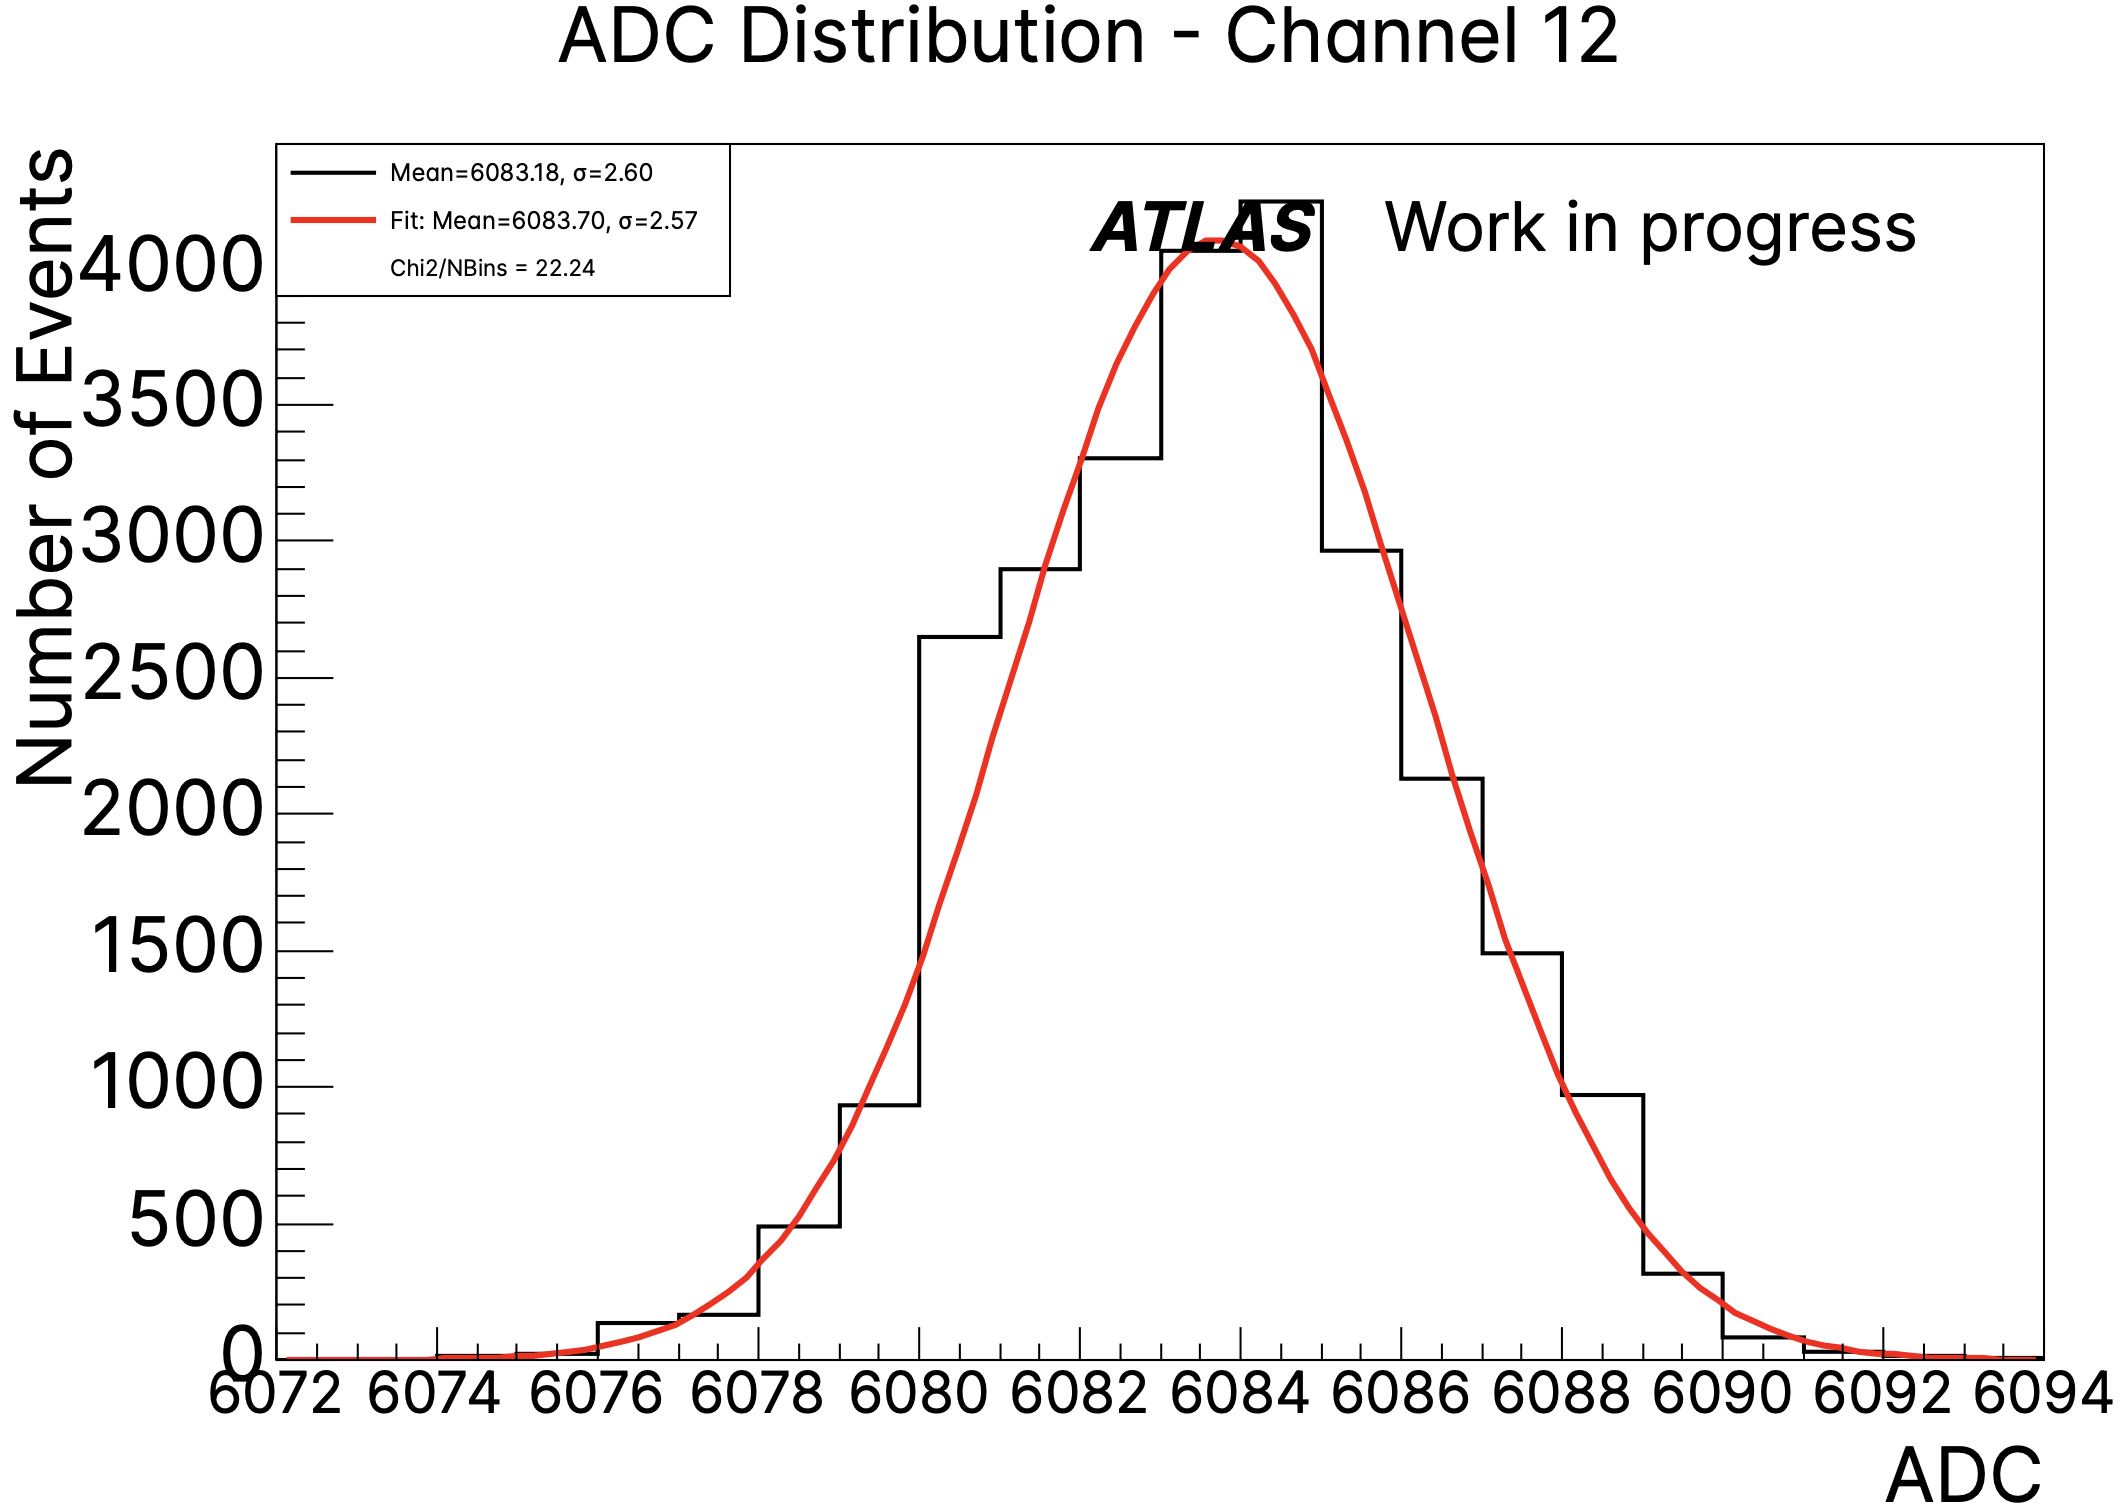 ADC Distribution - Channel 12
Mean=6083.18, σ=2.60
Fit: Mean=6083.70, σ=2.57
Chi2/NBins = 22.24
ATLAS Work in progress
Number of Events
4000
3500
3000
2500
2000
1500
1000
500
0
6072 6074 6076 6078 6080 6082 6084 6086 6088 6090 6092 6094
ADC